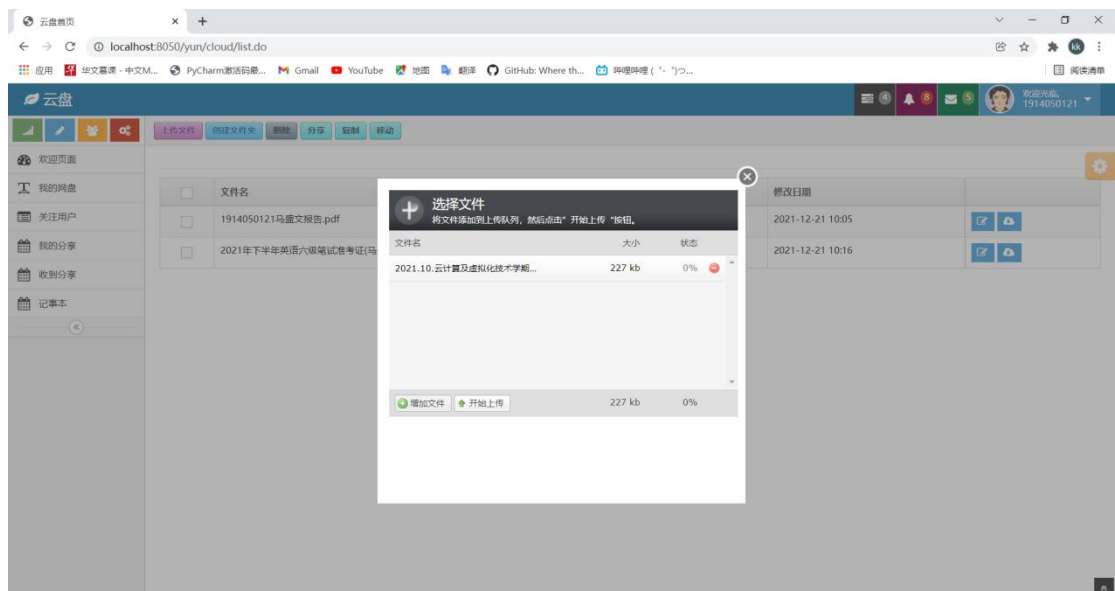 云盘首页
localhost:8050/yun/cloud/list.do
kk
应用 华文慕课 - 中文M... PyCharm激活码最... Gmail YouTube 地图 翻译 GitHub: Where th... 哔哩哔哩 ( ゜- ゜)つ... 阅读清单
云盘 4 8 5 欢迎光临,
1914050121
上传文件 创建文件夹 删除 分享 复制 移动
欢迎页面
我的网盘
关注用户
我的分享
收到分享
记事本
文件名 修改日期
1914050121马盛文报告.pdf 2021-12-21 10:05
2021年下半年英语六级笔试准考证(马 2021-12-21 10:16
选择文件
将文件添加到上传队列，然后点击“ 开始上传 “按钮。
文件名 大小 状态
2021.10.云计算及虚拟化技术学期... 227 kb 0%
增加文件 开始上传 227 kb 0%